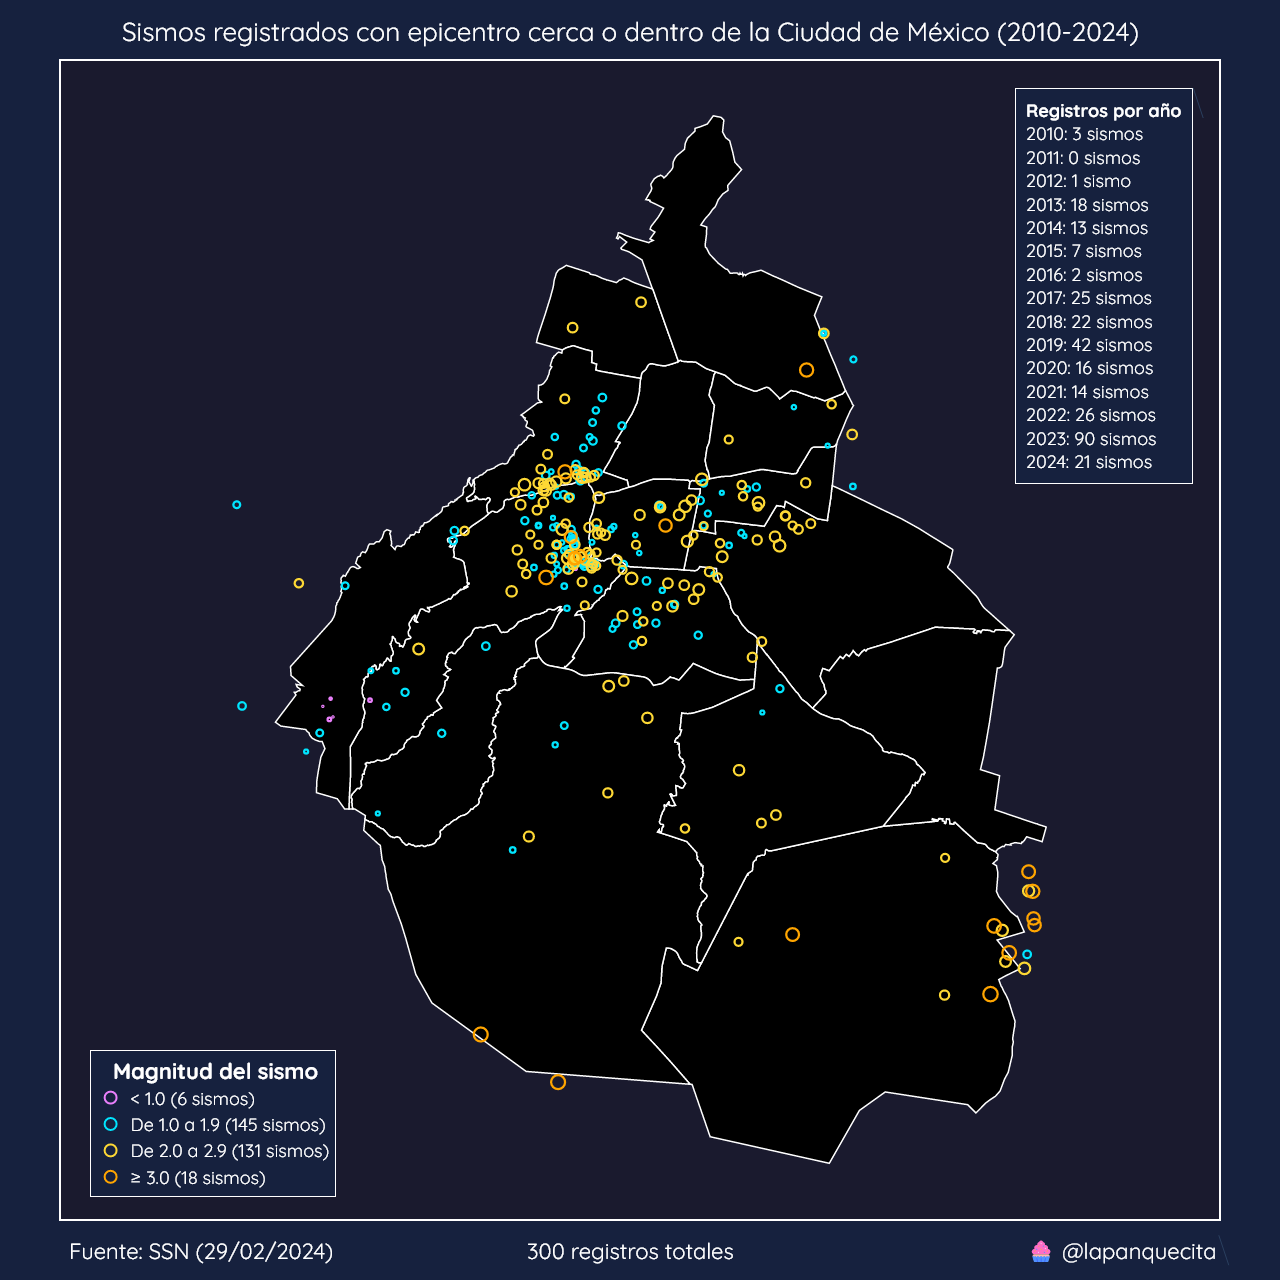 Sismos registrados con epicentro cerca o dentro de la Ciudad de México (2010-2024)
Registros por año
2010: 3 sismos
2011: 0 sismos
2012: 1 sismo
2013: 18 sismos
2014: 13 sismos
2015: 7 sismos
2016: 2 sismos
2017: 25 sismos
2018: 22 sismos
2019: 42 sismos
2020: 16 sismos
2021: 14 sismos
2022: 26 sismos
2023: 90 sismos
2024: 21 sismos
Magnitud del sismo
< 1.0 (6 sismos)
De 1.0 a 1.9 (145 sismos)
De 2.0 a 2.9 (131 sismos)
≥ 3.0 (18 sismos)
Fuente: SSN (29/02/2024)
300 registros totales
@lapanquecita